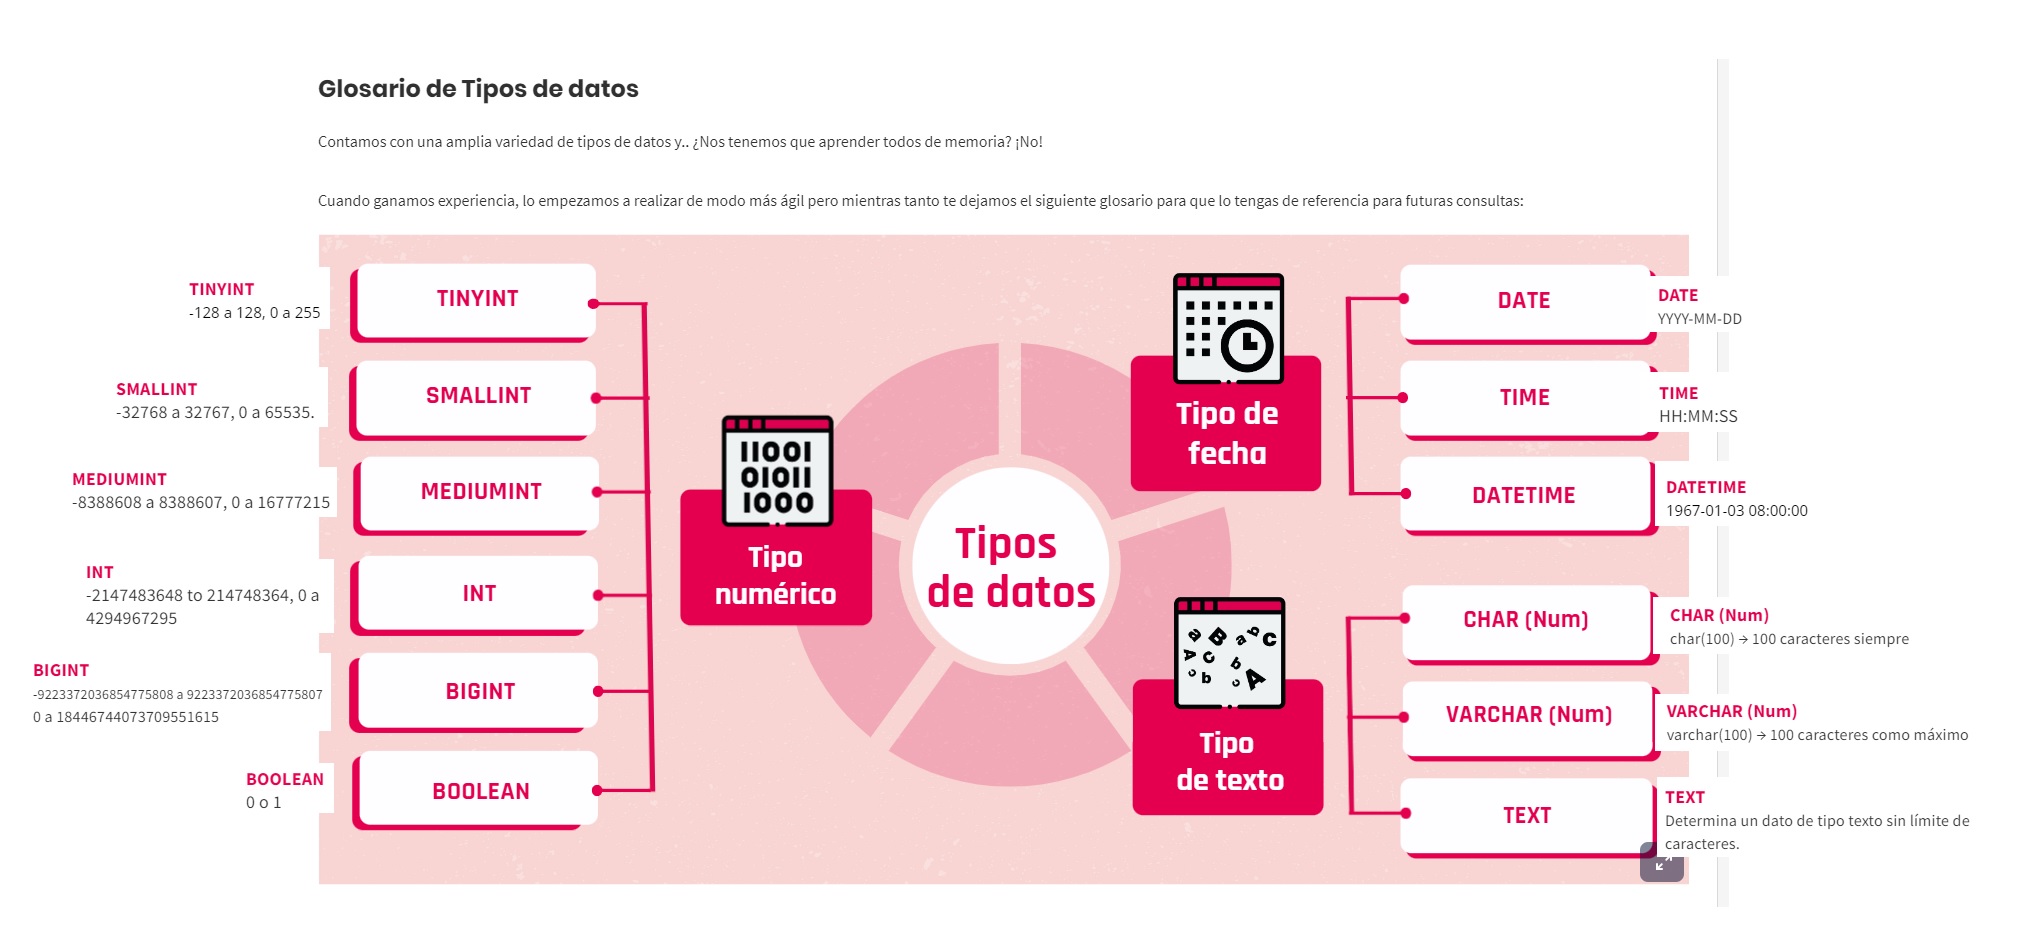 Glosario de Tipos de datos
Contamos con una amplia variedad de tipos de datos y.. ¿Nos tenemos que aprender todos de memoria? ¡No!
Cuando ganamos experiencia, lo empezamos a realizar de modo más ágil pero mientras tanto te dejamos el siguiente glosario para que lo tengas de referencia para futuras consultas:
TINYINT
-128 a 128, 0 a 255
SMALLINT
-32768 a 32767, 0 a 65535.
MEDIUMINT
-8388608 a 8388607, 0 a 16777215
INT
-2147483648 to 214748364, 0 a
4294967295
BIGINT
-9223372036854775808 a 9223372036854775807
0 a 18446744073709551615
BOOLEAN
0 o 1
TINYINT
SMALLINT
MEDIUMINT
INT
BIGINT
BOOLEAN
11001
01011
1000
Tipo
numérico
Tipos
de datos
Tipo de
fecha
a B a b C
A C b
c b c A
Tipo
de texto
DATE
TIME
DATETIME
CHAR (Num)
VARCHAR (Num)
TEXT
DATE
YYYY-MM-DD
TIME
HH:MM:SS
DATETIME
1967-01-03 08:00:00
CHAR (Num)
char(100) → 100 caracteres siempre
VARCHAR (Num)
varchar(100) → 100 caracteres como máximo
TEXT
Determina un dato de tipo texto sin límite de
caracteres.